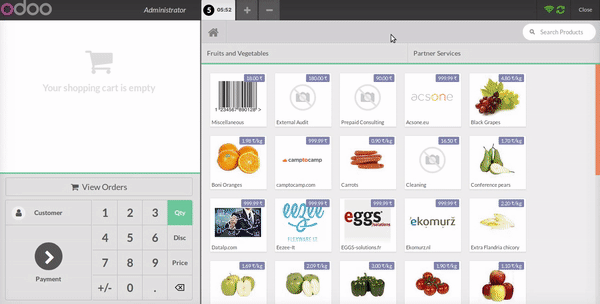 odoo
Administrator
5 05:52
Close
Your shopping cart is empty
Search Products
Fruits and Vegetables
Partner Services
18.00 ₹
180.00 ₹
90.00 ₹
999.99 ₹
4.80 ₹/kg
acsone
Miscellaneous
External Audit
Prepaid Consulting
Acsone.eu
Black Grapes
1.98 ₹/kg
999.99 ₹
0.90 ₹/kg
16.50 ₹
1.70 ₹/kg
camptocamp
Boni Oranges
camptocamp.com
Carrots
Cleaning
Conference pears
View Orders
999.99 ₹
999.99 ₹
999.99 ₹
999.99 ₹
2.20 ₹/kg
eezee
eggs
solutions
ekomurz
Datalp.com
Eezee-It
EGGS-solutions.fr
Ekomurz.nl
Extra Flandria chicory
Customer
1
2
3
Qty
4
5
6
Disc
Payment
7
8
9
Price
+/-
0
.
1.69 ₹/kg
2.09 ₹/kg
3.00 ₹/kg
1.90 ₹/kg
1.10 ₹/kg